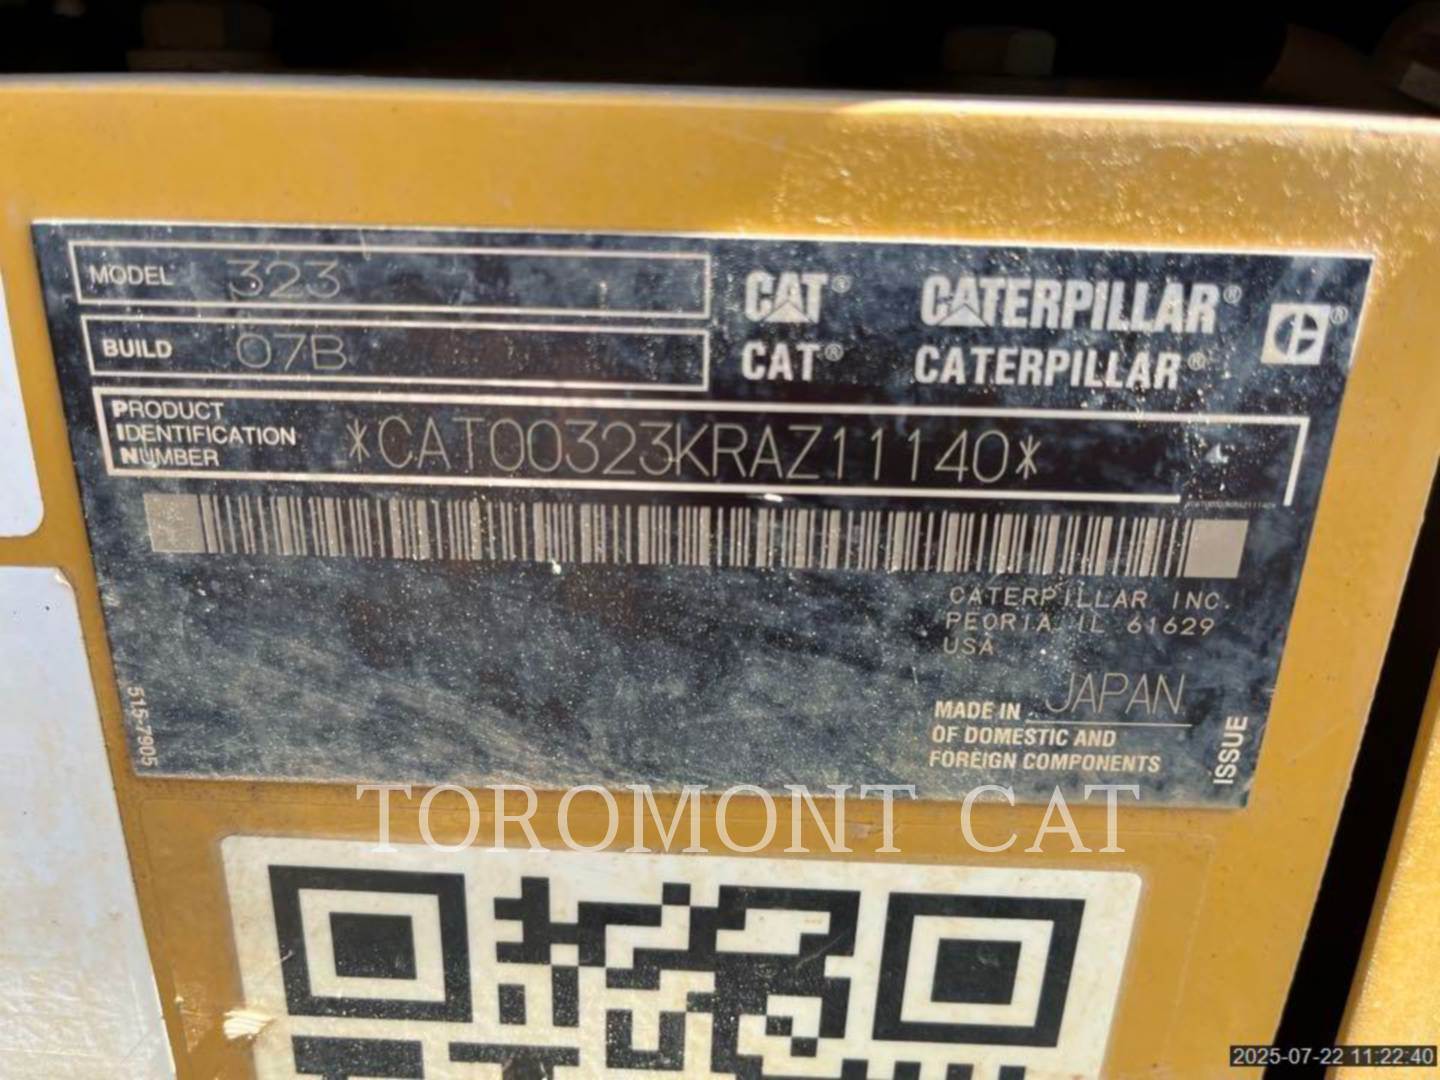 MODEL 323
BUILD 07B
CAT® CATERPILLAR®
CAT® CATERPILLAR®
PRODUCT
IDENTIFICATION
NUMBER
*CAT00323KRAZ11140*
CATERPILLAR INC.
PEORIA IL 61629
USA
MADE IN JAPAN
OF DOMESTIC AND
FOREIGN COMPONENTS
ISSUE
515-7905
TOROMONT CAT
2025-07-22 11:22:40